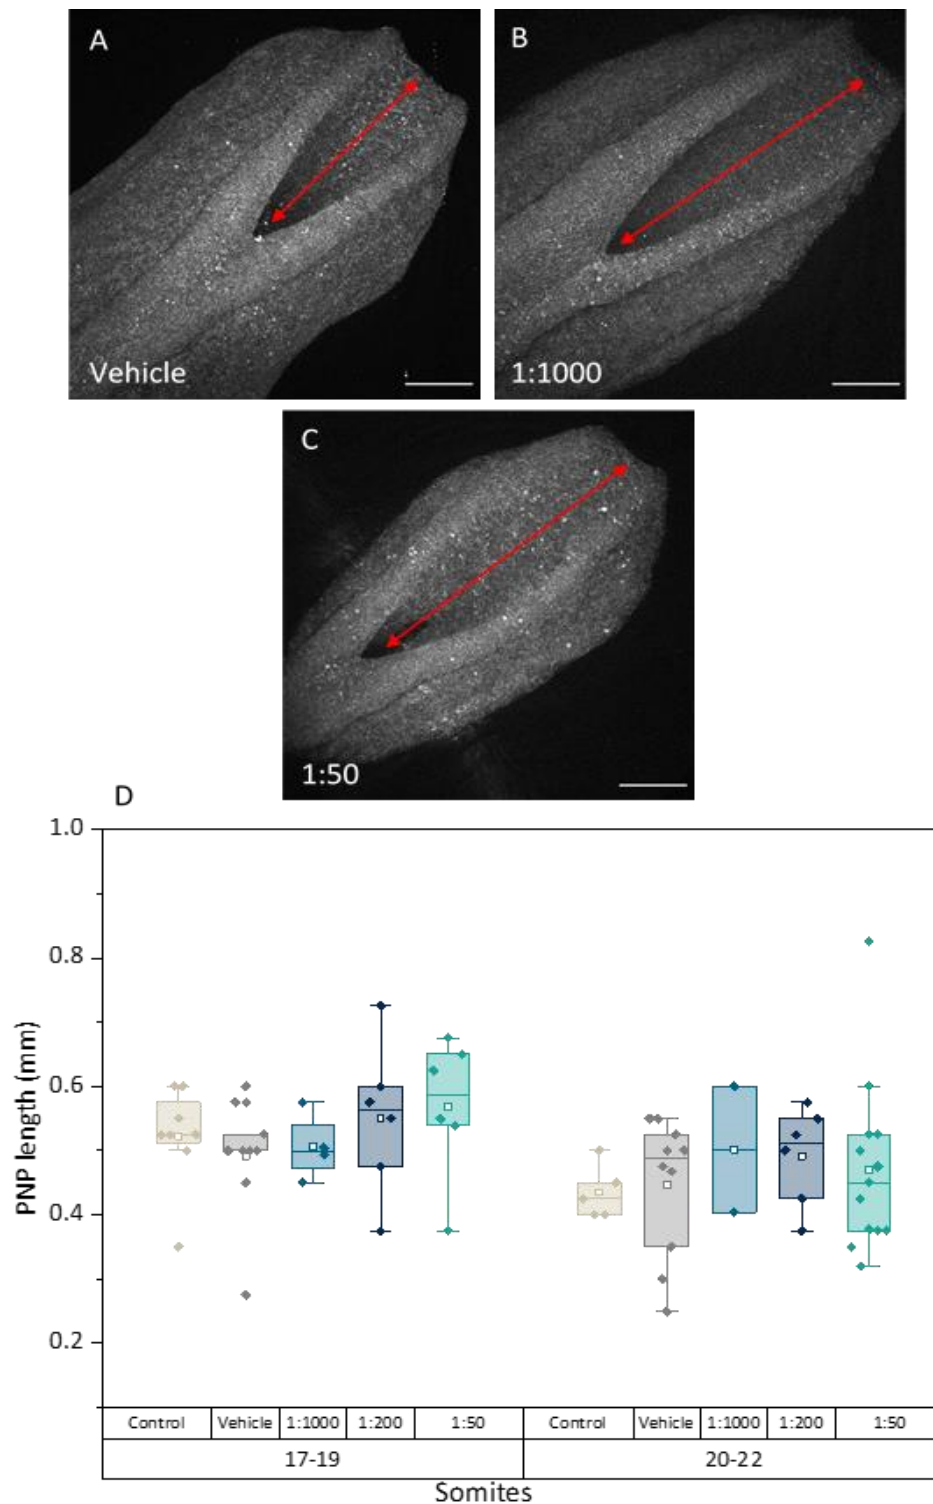 A
B
Vehicle
1:1000
C
1:50
D
1.0
0.8
0.6
0.4
0.2
PNP length (mm)
Control Vehicle 1:1000 1:200 1:50 Control Vehicle 1:1000 1:200 1:50
17-19 20-22
Somites